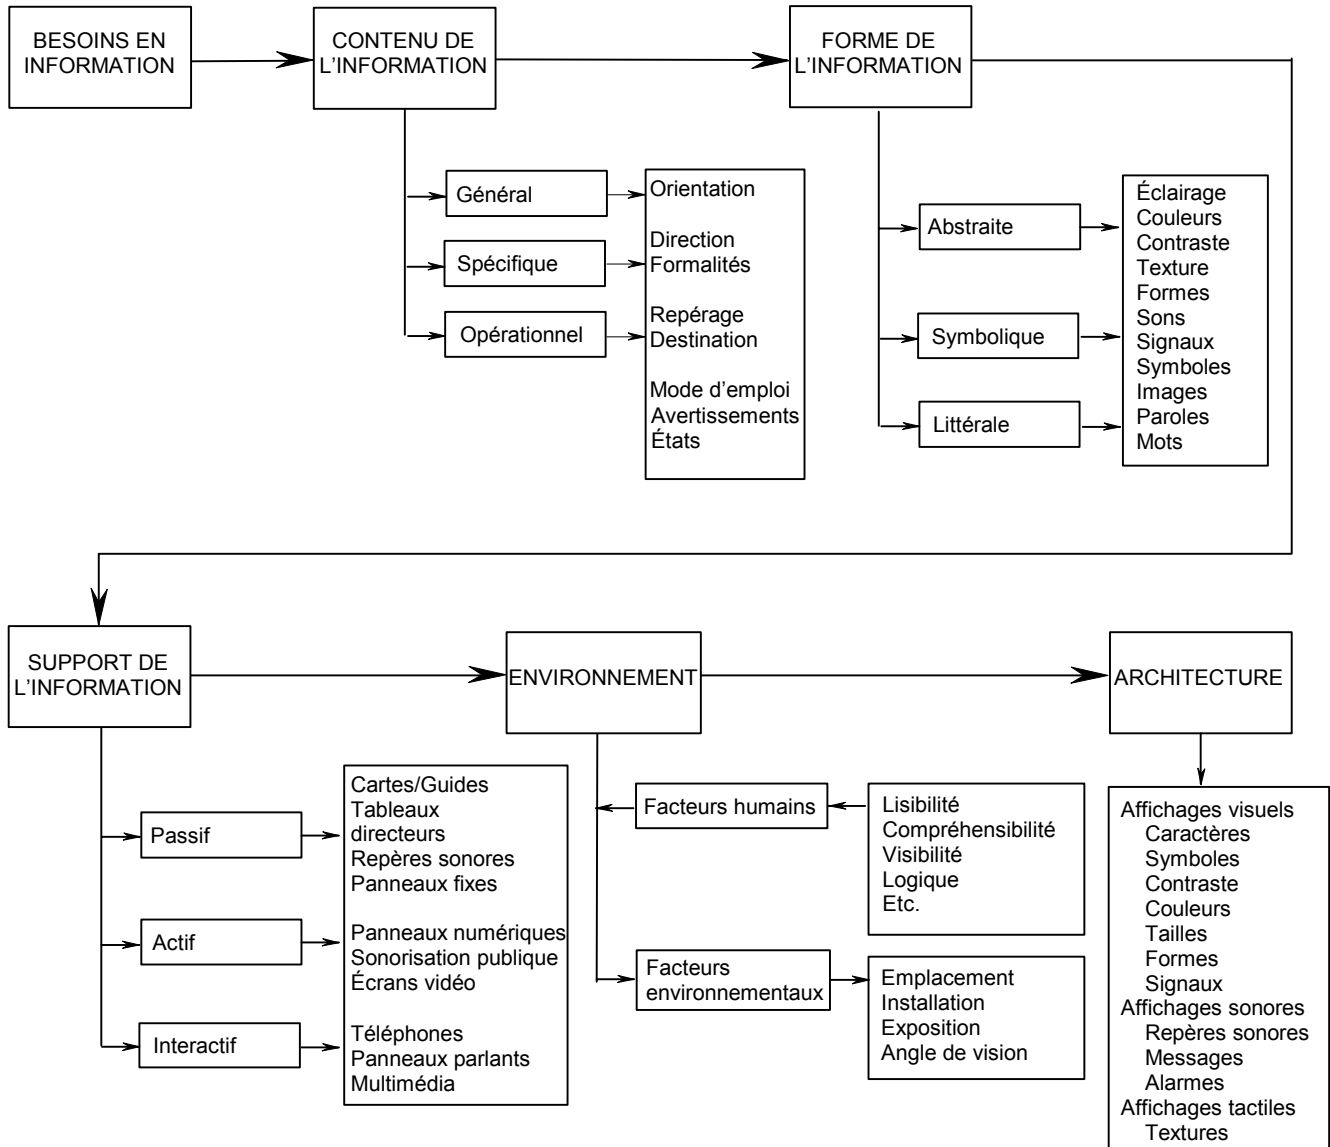 BESOINS EN
INFORMATION
CONTENU DE
L'INFORMATION
FORME DE
L'INFORMATION
Général
Spécifique
Opérationnel
Orientation
Direction
Formalités
Repérage
Destination
Mode d'emploi
Avertissements
États
Abstraite
Symbolique
Littérale
Éclairage
Couleurs
Contraste
Texture
Formes
Sons
Signaux
Symboles
Images
Paroles
Mots
SUPPORT DE
L'INFORMATION
ENVIRONNEMENT
ARCHITECTURE
Passif
Actif
Interactif
Cartes/Guides
Tableaux
directeurs
Repères sonores
Panneaux fixes
Panneaux numériques
Sonorisation publique
Écrans vidéo
Téléphones
Panneaux parlants
Multimédia
Facteurs humains
Facteurs
environnementaux
Lisibilité
Compréhensibilité
Visibilité
Logique
Etc.
Emplacement
Installation
Exposition
Angle de vision
Affichages visuels
Caractères
Symboles
Contraste
Couleurs
Tailles
Formes
Signaux
Affichages sonores
Repères sonores
Messages
Alarmes
Affichages tactiles
Textures